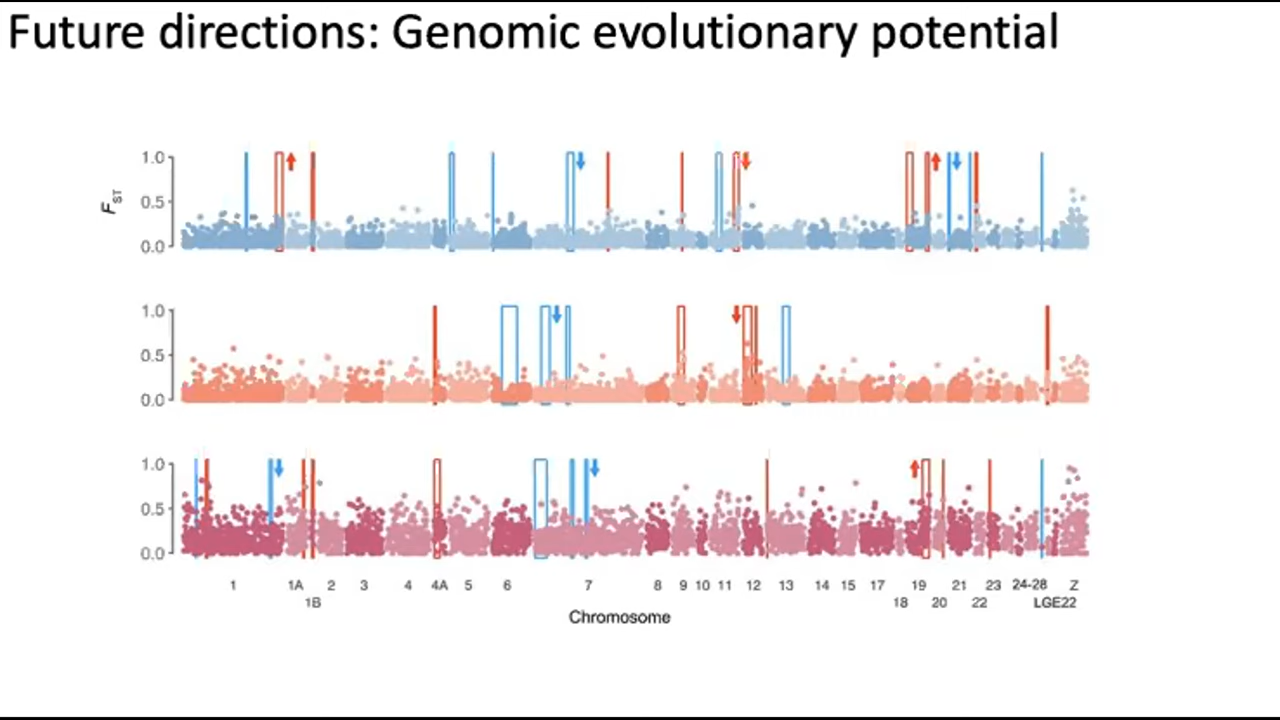 Future directions: Genomic evolutionary potential
1.0
0.5
0.0
FST
1.0
0.5
0.0
1.0
0.5
0.0
1 1A 2 3 4 4A 5 6 7 8 9 10 11 12 13 14 15 17 19 21 23 24-28 Z
1B 18 20 22 LGE22
Chromosome